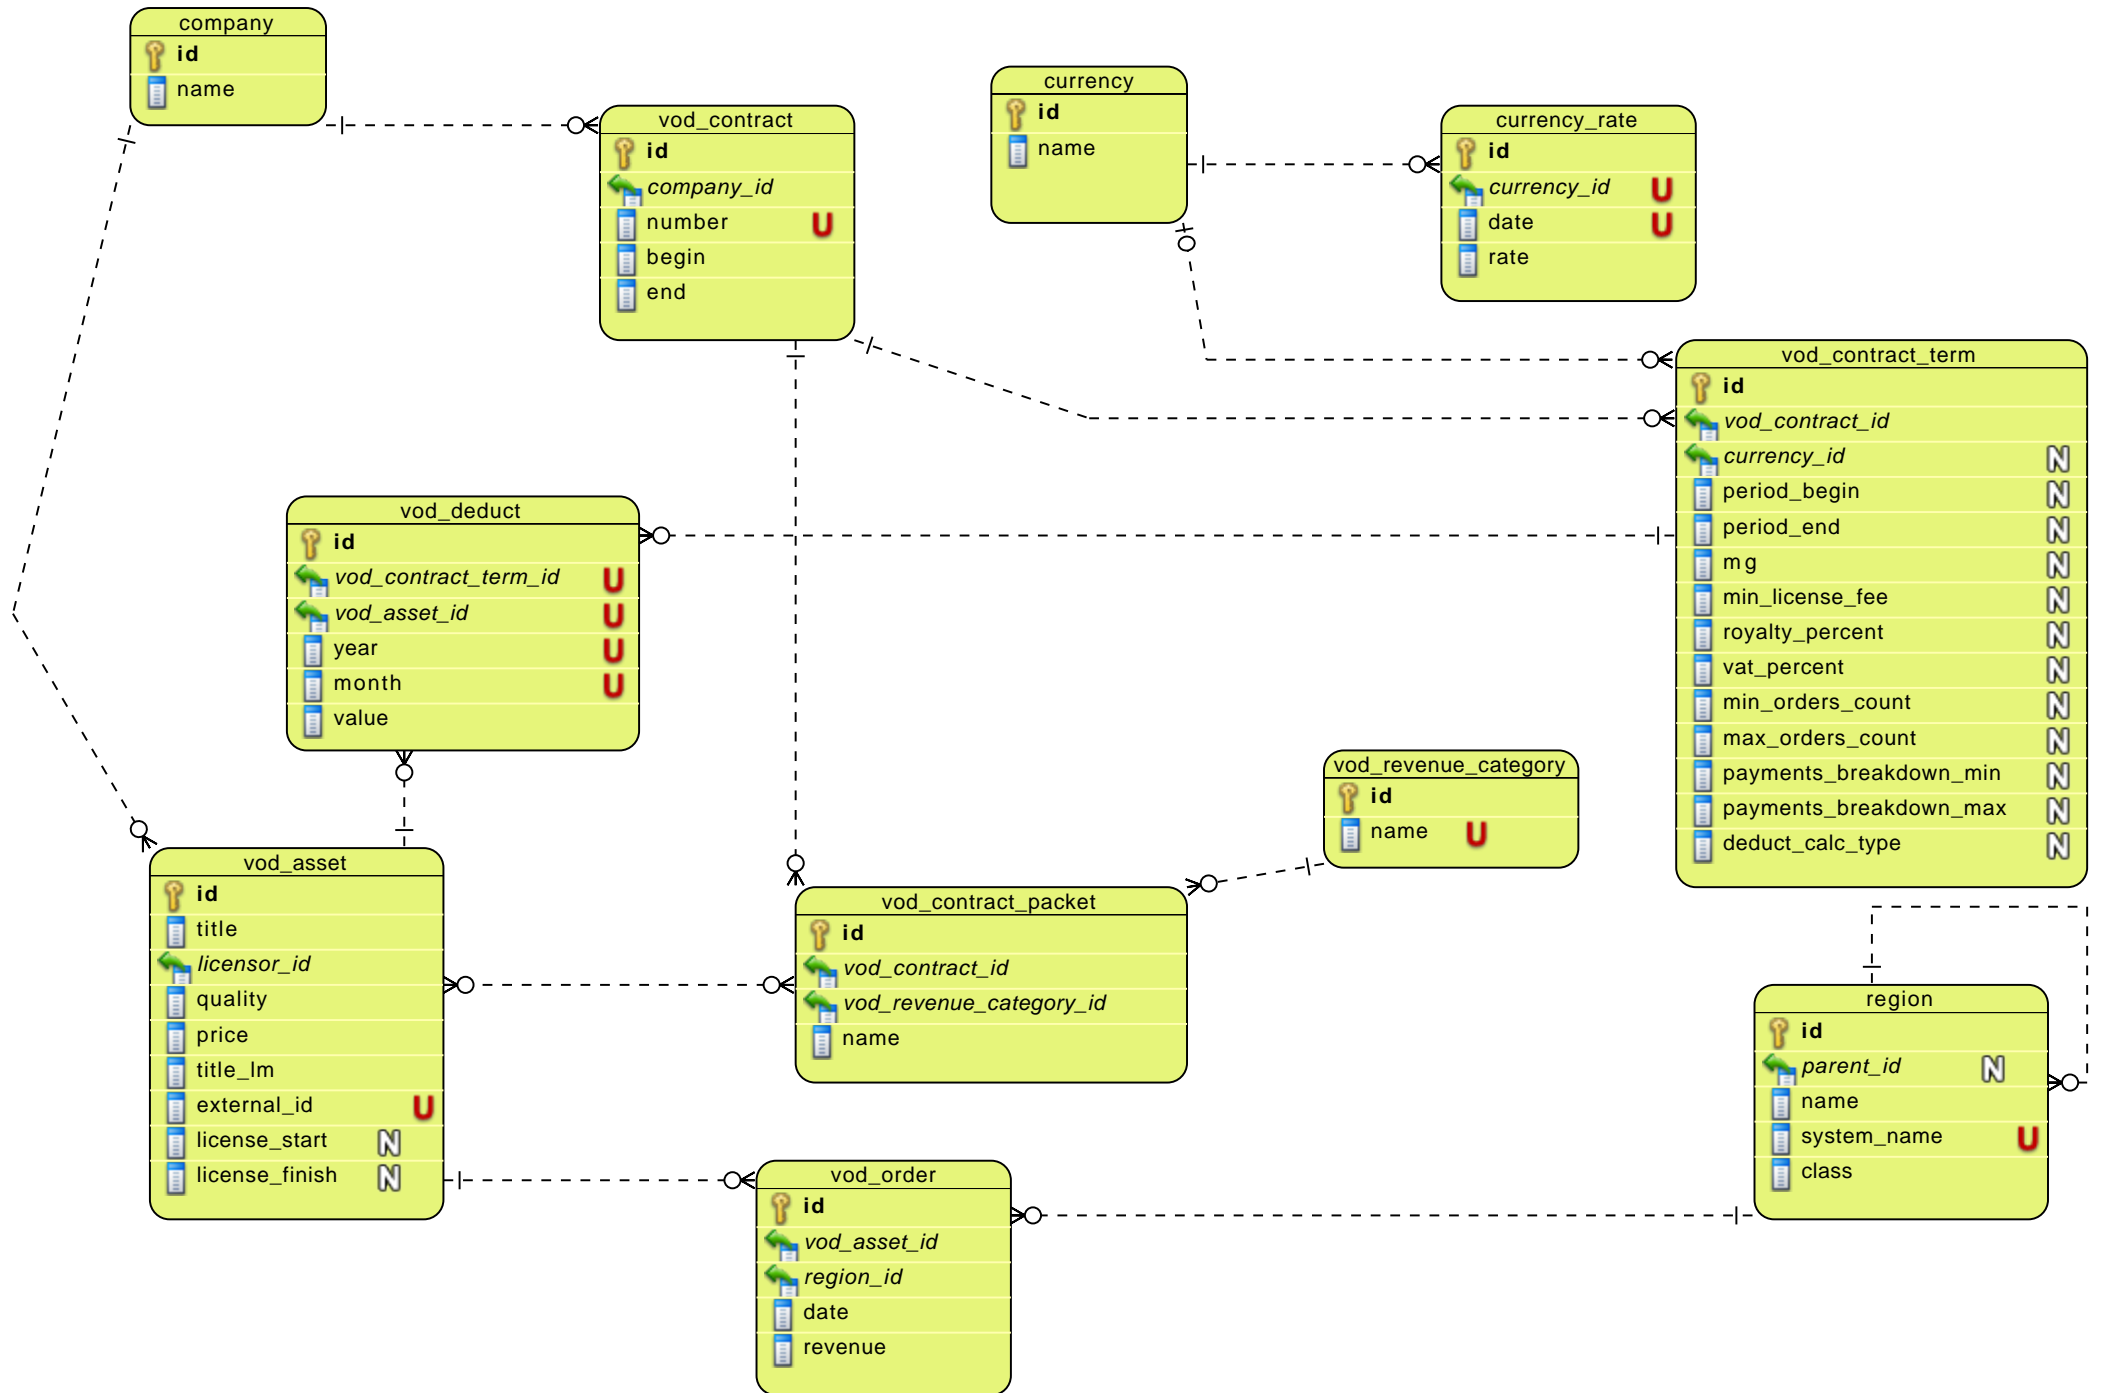 company
id
name
vod_contract
id
company_id
number U
begin
end
currency
id
name
currency_rate
id
currency_id U
date U
rate
vod_contract_term
id
vod_contract_id
currency_id N
period_begin N
period_end N
mg N
min_license_fee N
royalty_percent N
vat_percent N
min_orders_count N
max_orders_count N
payments_breakdown_min N
payments_breakdown_max N
deduct_calc_type N
vod_deduct
id
vod_contract_term_id U
vod_asset_id U
year U
month U
value
vod_revenue_category
id
name U
vod_asset
id
title
licensor_id
quality
price
title_lm
external_id U
license_start N
license_finish N
vod_contract_packet
id
vod_contract_id
vod_revenue_category_id
name
region
id
parent_id N
name
system_name U
class
vod_order
id
vod_asset_id
region_id
date
revenue